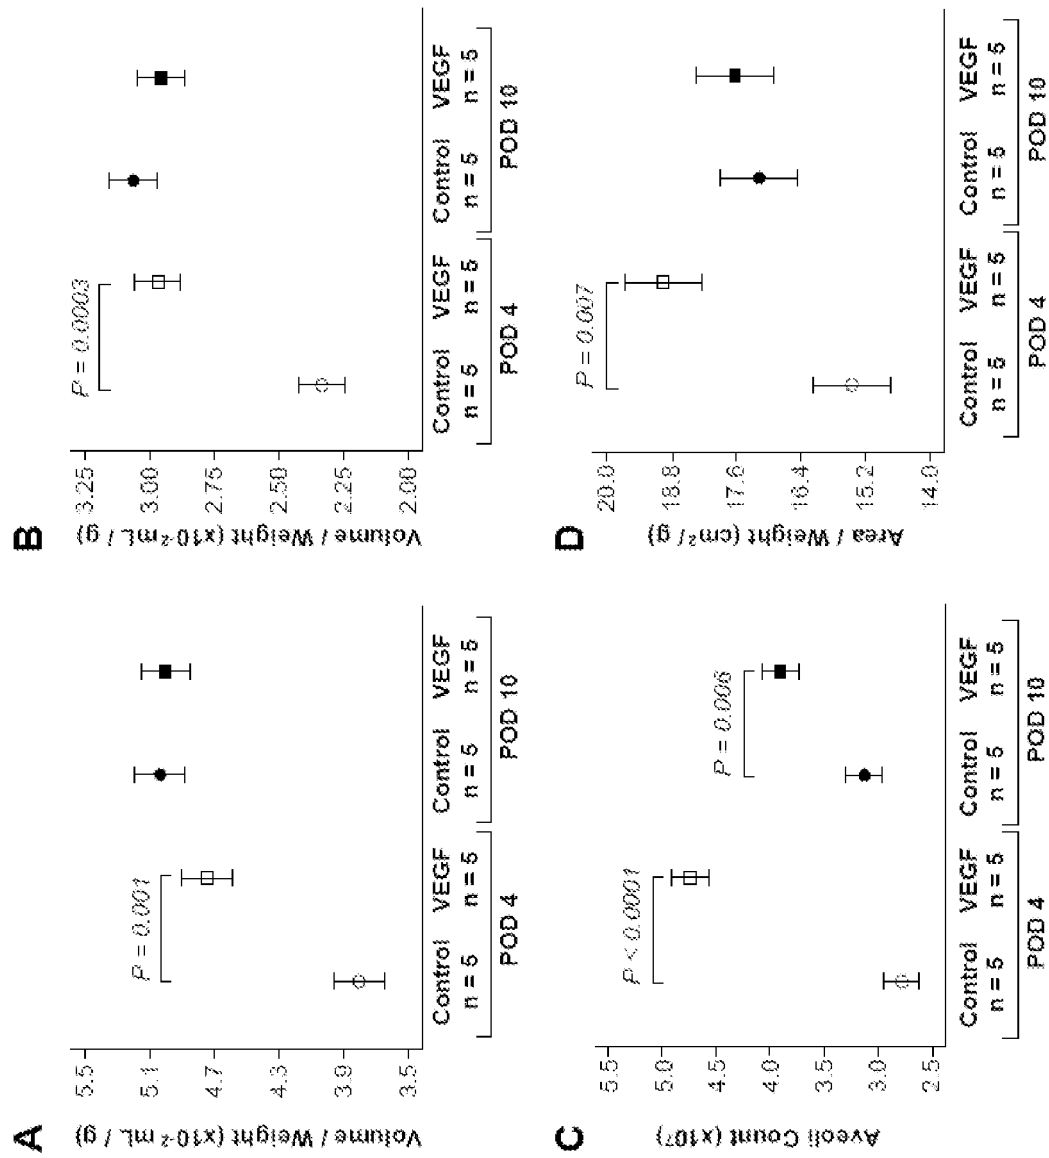 A
Volume / Weight (x10⁻² mL / g)
5.5
5.1
4.7
4.3
3.9
3.5
P = 0.001
Control VEGF Control VEGF
n = 5 n = 5 n = 5 n = 5
POD 4 POD 10
B
Volume / Weight (x10⁻² mL / g)
3.25
3.00
2.75
2.50
2.25
2.00
P = 0.0003
Control VEGF Control VEGF
n = 5 n = 5 n = 5 n = 5
POD 4 POD 10
C
Aveoli Count (x10⁷)
5.5
5.0
4.5
4.0
3.5
3.0
2.5
P < 0.0001
P = 0.006
Control VEGF Control VEGF
n = 5 n = 5 n = 5 n = 5
POD 4 POD 10
D
Area / Weight (cm² / g)
20.0
18.8
17.6
16.4
15.2
14.0
P = 0.007
Control VEGF Control VEGF
n = 5 n = 5 n = 5 n = 5
POD 4 POD 10